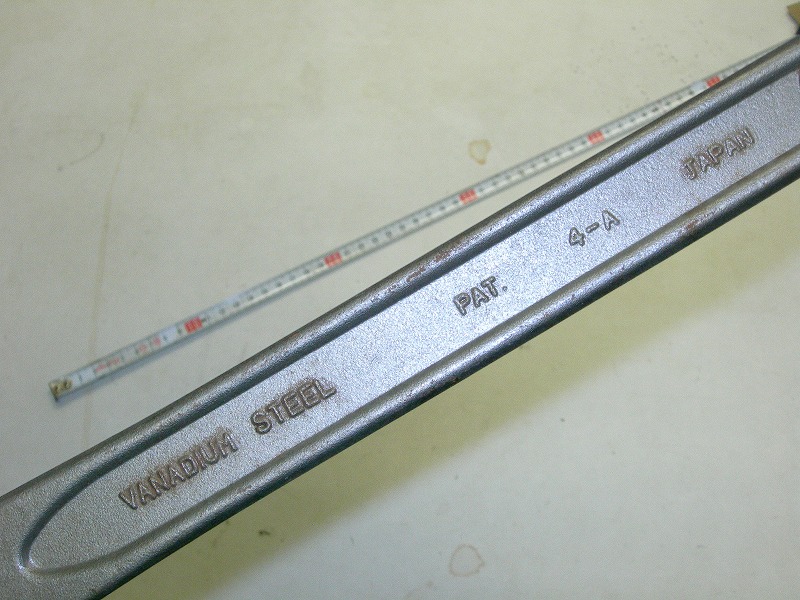 VANADIUM STEEL PAT. 4-A JAPAN